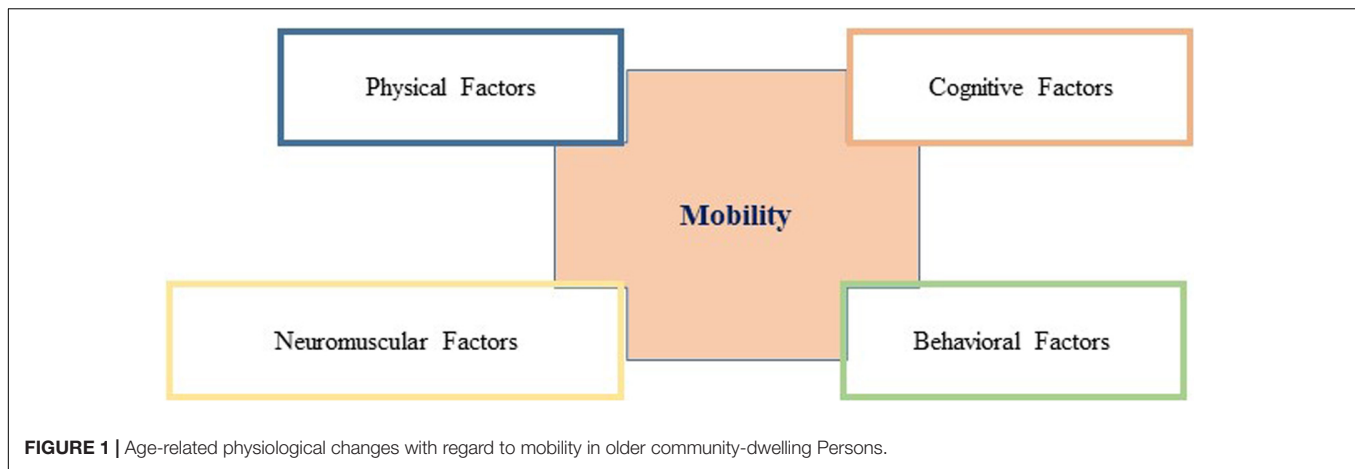 Physical Factors
Cognitive Factors
Mobility
Neuromuscular Factors
Behavioral Factors
FIGURE 1 | Age-related physiological changes with regard to mobility in older community-dwelling Persons.